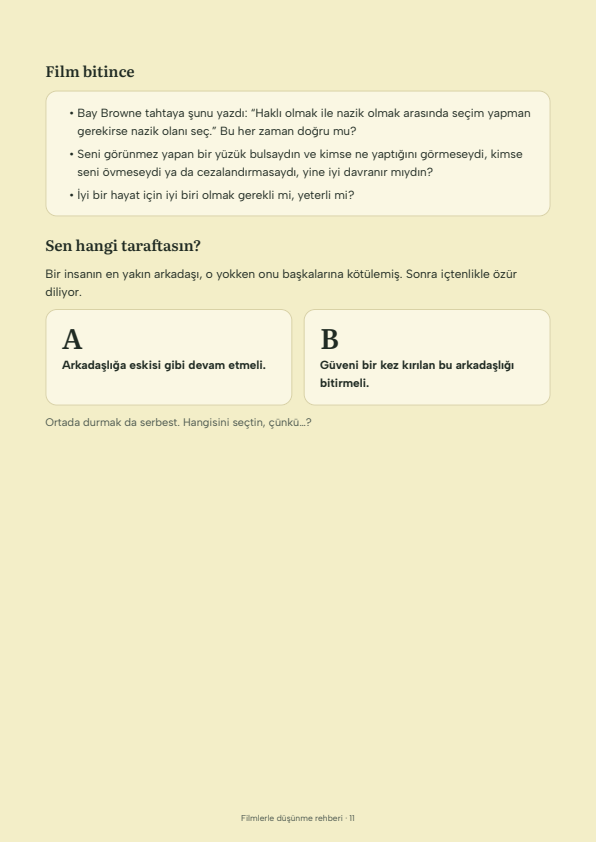 Film bitince
• Bay Browne tahtaya şunu yazdı: “Haklı olmak ile nazik olmak arasında seçim yapman
gerekirse nazik olanı seç.” Bu her zaman doğru mu?
• Seni görünmez yapan bir yüzük bulsaydın ve kimse ne yaptığını görmeseydi, kimse
seni övmeseydi ya da cezalandırmasaydı, yine iyi davranır mıydın?
• İyi bir hayat için iyi biri olmak gerekli mi, yeterli mi?
Sen hangi taraftasın?
Bir insanın en yakın arkadaşı, o yokken onu başkalarına kötülemiş. Sonra içtenlikle özür
diliyor.
A
Arkadaşlığa eskisi gibi devam etmeli.
B
Güveni bir kez kırılan bu arkadaşlığı
bitirmeli.
Ortada durmak da serbest. Hangisini seçtin, çünkü…?
Filmlerle düşünme rehberi · 11